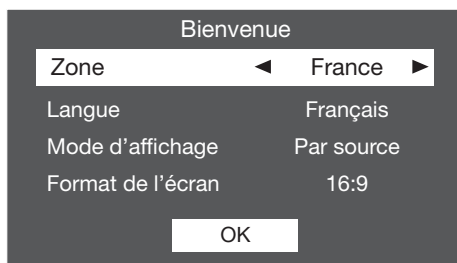 Bienvenue
Zone ◄ France ►
Langue Français
Mode d'affichage Par source
Format de l'écran 16:9
OK